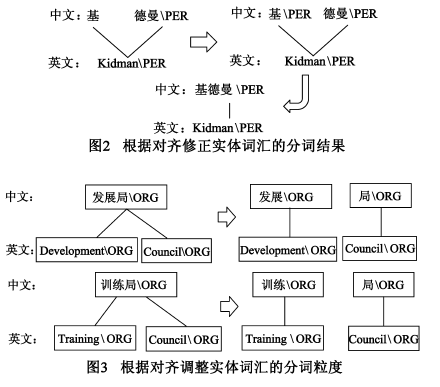 中文：基 德曼\PER 中文：基\PER 德曼\PER
英文：Kidman\PER 英文：Kidman\PER
中文：基德曼\PER
英文：Kidman\PER
图2 根据对齐修正实体词汇的分词结果
中文： 发展局\ORG 发展\ORG 局\ORG
英文： Development\ORG Council\ORG Development\ORG Council\ORG
中文： 训练局\ORG 训练\ORG 局\ORG
英文： Training\ORG Council\ORG Training\ORG Council\ORG
图3 根据对齐调整实体词汇的分词粒度